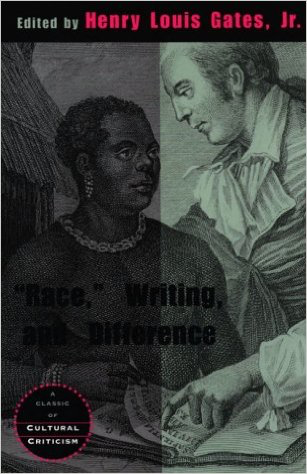 Edited by Henry Louis Gates, Jr.
"Race," Writing,
and Difference
A CLASSIC OF
CULTURAL
CRITICISM